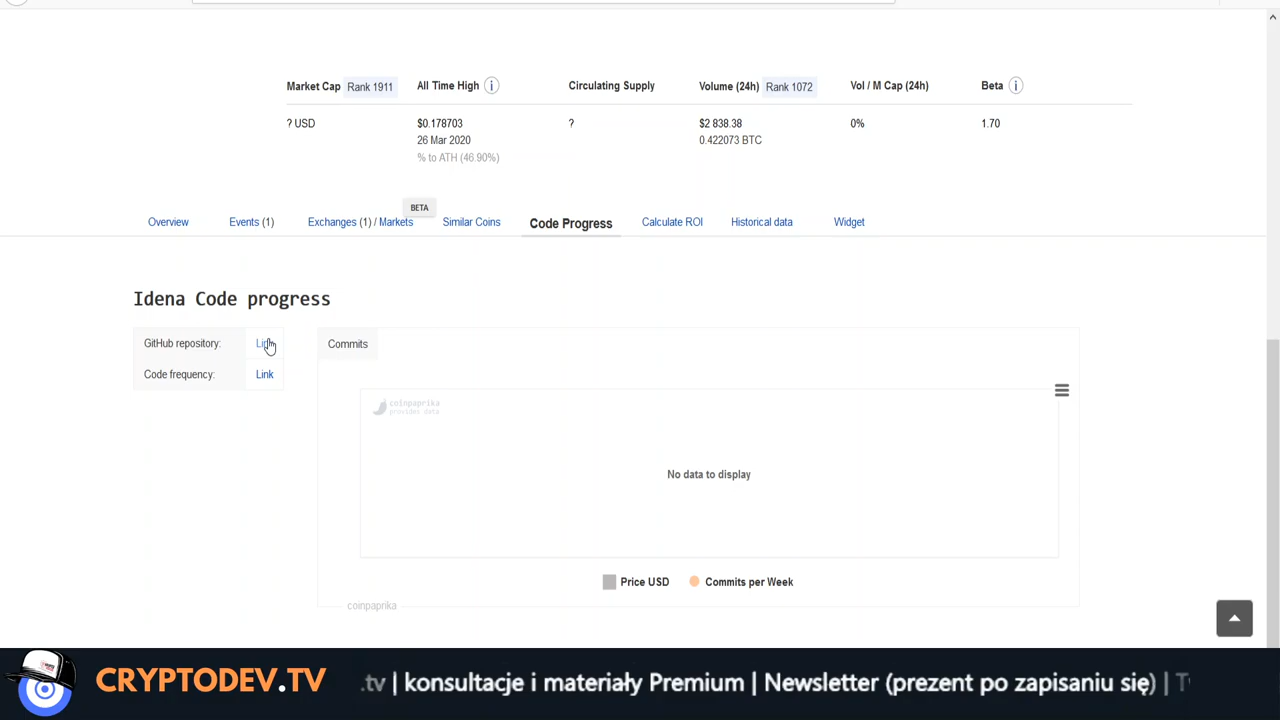 Market Cap Rank 1911 All Time High i Circulating Supply Volume (24h) Rank 1072 Vol / M Cap (24h) Beta i
? USD $0.178703 ? $2 838.38 0% 1.70
26 Mar 2020 0.422073 BTC
% to ATH (46.90%)
BETA
Overview Events (1) Exchanges (1) / Markets Similar Coins Code Progress Calculate ROI Historical data Widget
Idena Code progress
GitHub repository: Link Commits
Code frequency: Link
coinpaprika
provides data
No data to display
Price USD Commits per Week
coinpaprika
CRYPTODEV.TV .tv | konsultacje i materiały Premium | Newsletter (prezent po zapisaniu się) |